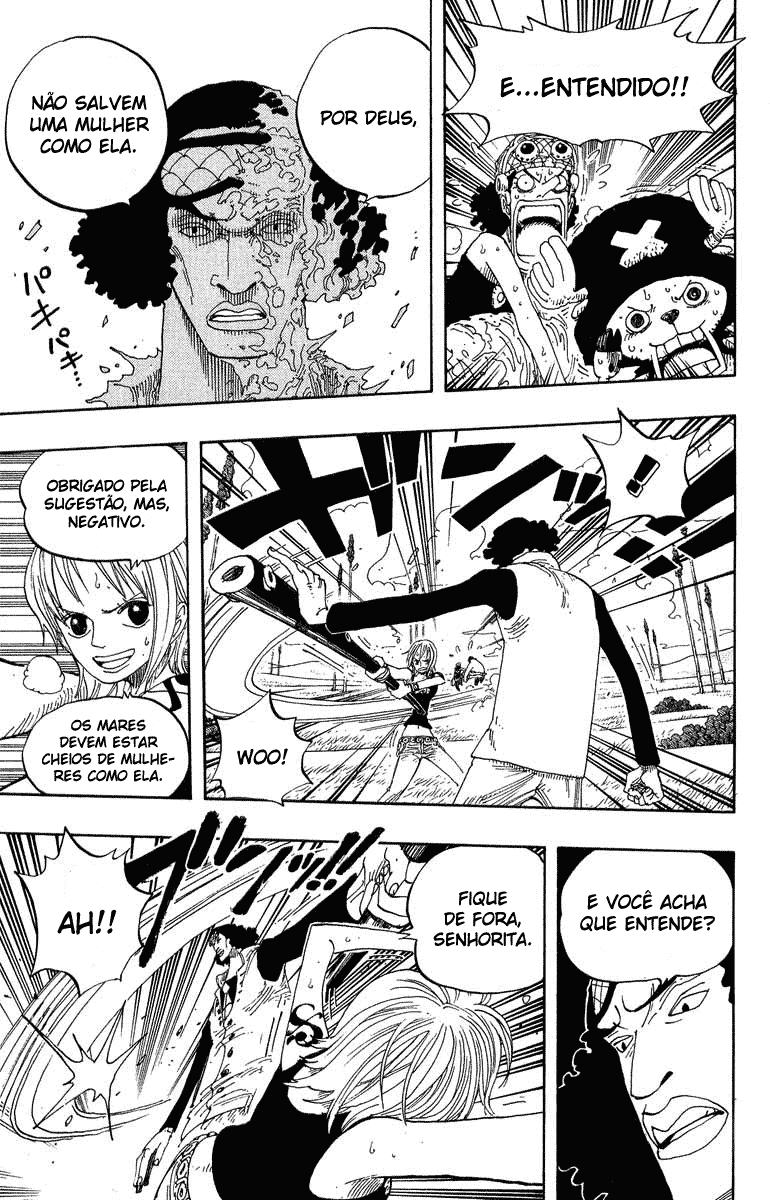 E...ENTENDIDO!!
POR DEUS,
NÃO SALVEM
UMA MULHER
COMO ELA.
パキパキ…
!
WOO!
OBRIGADO PELA
SUGESTÃO, MAS,
NEGATIVO.
OS MARES
DEVEM ESTAR
CHEIOS DE MULHE-
RES COMO ELA.
E VOCÊ ACHA
QUE ENTENDE?
FIQUE
DE FORA,
SENHORITA.
AH!!